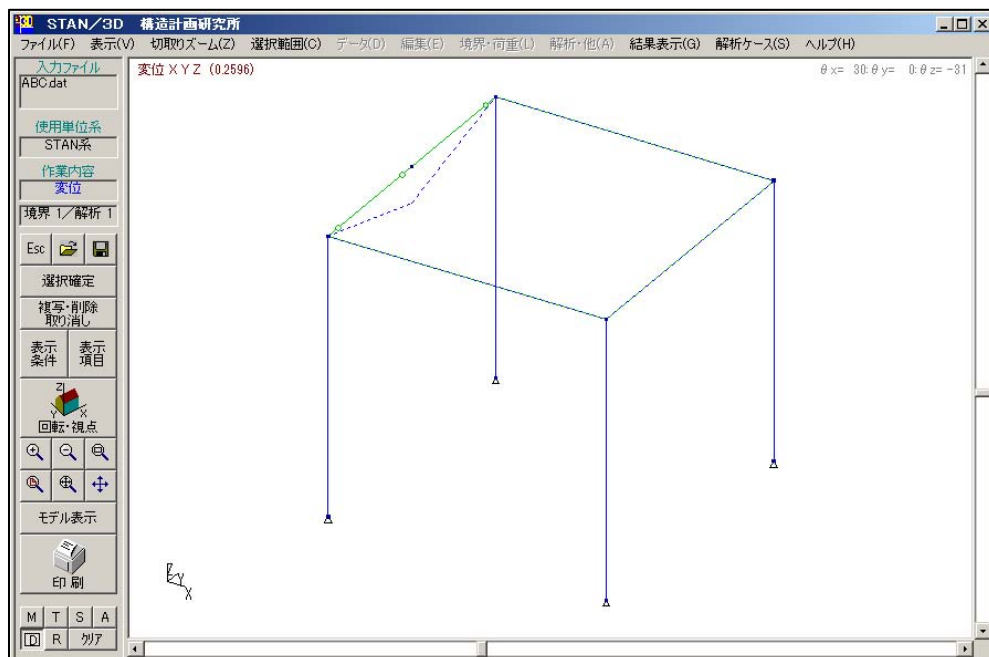 STAN/3D 構造計画研究所
ファイル(F) 表示(V) 切取りズーム(Z) 選択範囲(C) データ(D) 編集(E) 境界・荷重(L) 解析・他(A) 結果表示(G) 解析ケース(S) ヘルプ(H)
入力ファイル
ABC.dat
使用単位系
STAN系
作業内容
変位
境界 1/解析 1
Esc
選択確定
複写・削除
取り消し
表示
条件
表示
項目
Z
Y
X
回転・視点
モデル表示
印刷
M T S A
D R クリア
変位 X Y Z (0.2596)
θx= 30:θy= 0:θz=-31
Z
Y
X